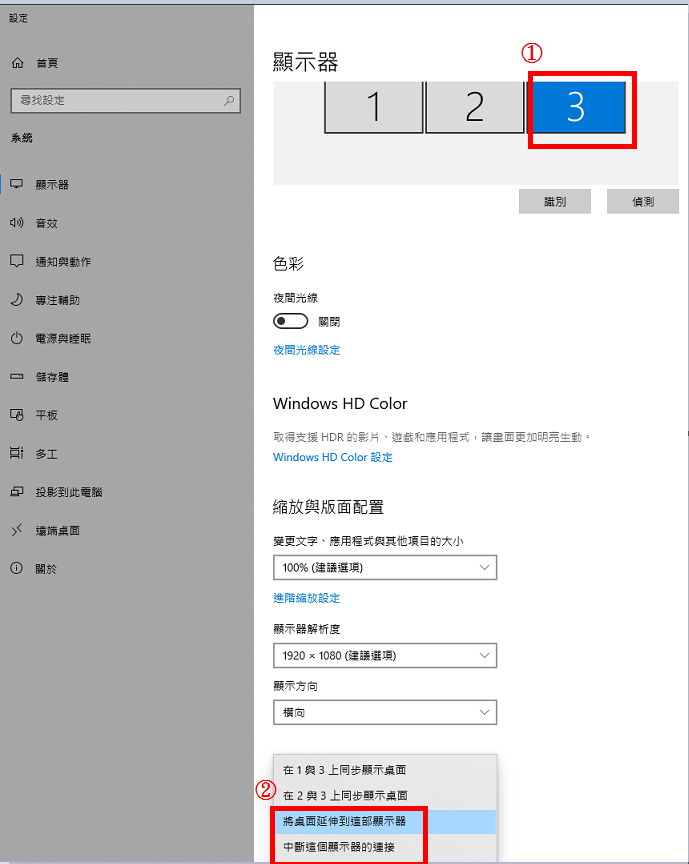 設定
首頁
尋找設定
系統
顯示器
音效
通知與動作
專注輔助
電源與睡眠
儲存體
平板
多工
投影到此電腦
遠端桌面
關於
顯示器
①
1 2 3
識別 偵測
色彩
夜間光線
關閉
夜間光線設定
Windows HD Color
取得支援 HDR 的影片、遊戲和應用程式，讓畫面更加明亮生動。
Windows HD Color 設定
縮放與版面配置
變更文字、應用程式與其他項目的大小
100% (建議選項)
進階縮放設定
顯示器解析度
1920 × 1080 (建議選項)
顯示方向
橫向
在 1 與 3 上同步顯示桌面
②
在 2 與 3 上同步顯示桌面
將桌面延伸到這部顯示器
中斷這個顯示器的連接